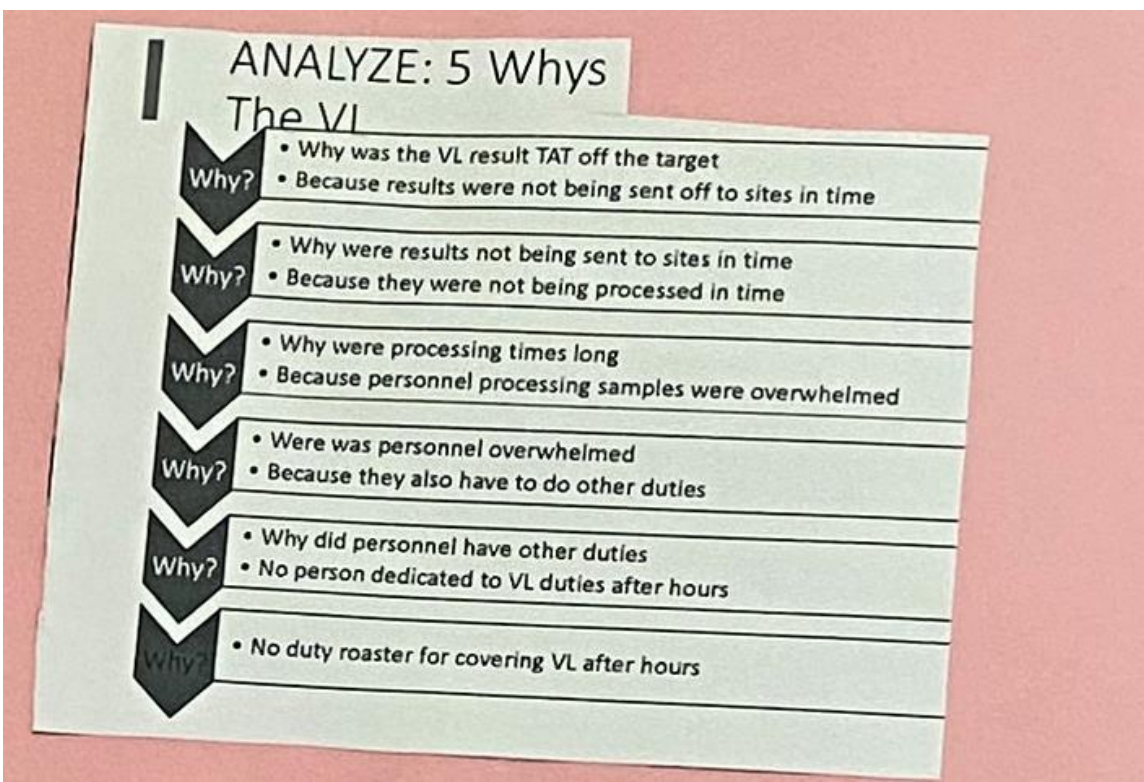 ANALYZE: 5 Whys
The VL
Why?
• Why was the VL result TAT off the target
• Because results were not being sent off to sites in time
Why?
• Why were results not being sent to sites in time
• Because they were not being processed in time
Why?
• Why were processing times long
• Because personnel processing samples were overwhelmed
Why?
• Were was personnel overwhelmed
• Because they also have to do other duties
Why?
• Why did personnel have other duties
• No person dedicated to VL duties after hours
Why?
• No duty roaster for covering VL after hours